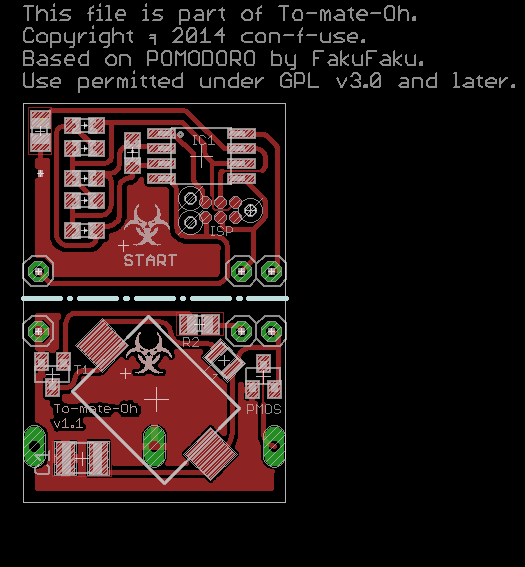 This file is part of To-mate-Oh.
Copyright 2014 con-f-use.
Based on POMODORO by FakuFaku.
Use permitted under GPL v3.0 and later.
IC1
ISP
START
R2
T1
PMDS
To-mate-Oh
v1.1
C1